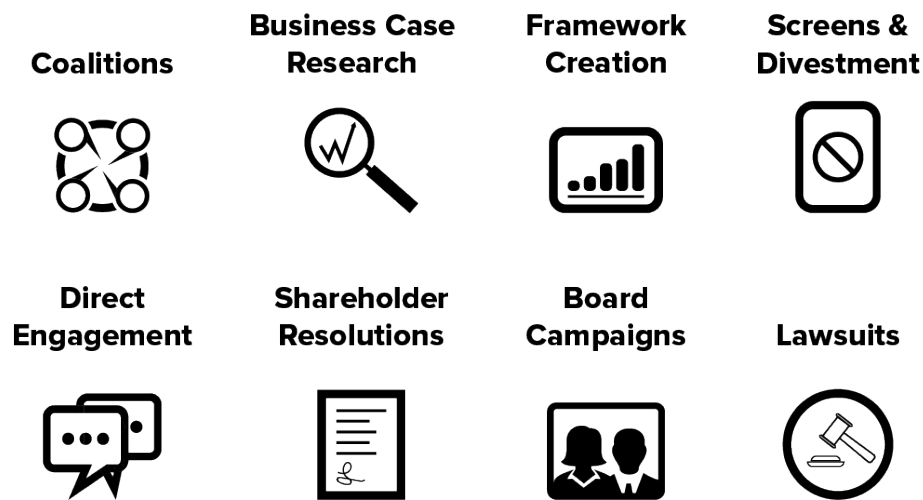 Coalitions
Business Case
Research
Framework
Creation
Screens &
Divestment
Direct
Engagement
Shareholder
Resolutions
Board
Campaigns
Lawsuits